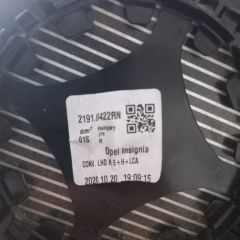 2191.6422RN
Hungary
01S R
Opel Insignia
CONV LHD R E+H+LCA
2020.10.20 19:09:15